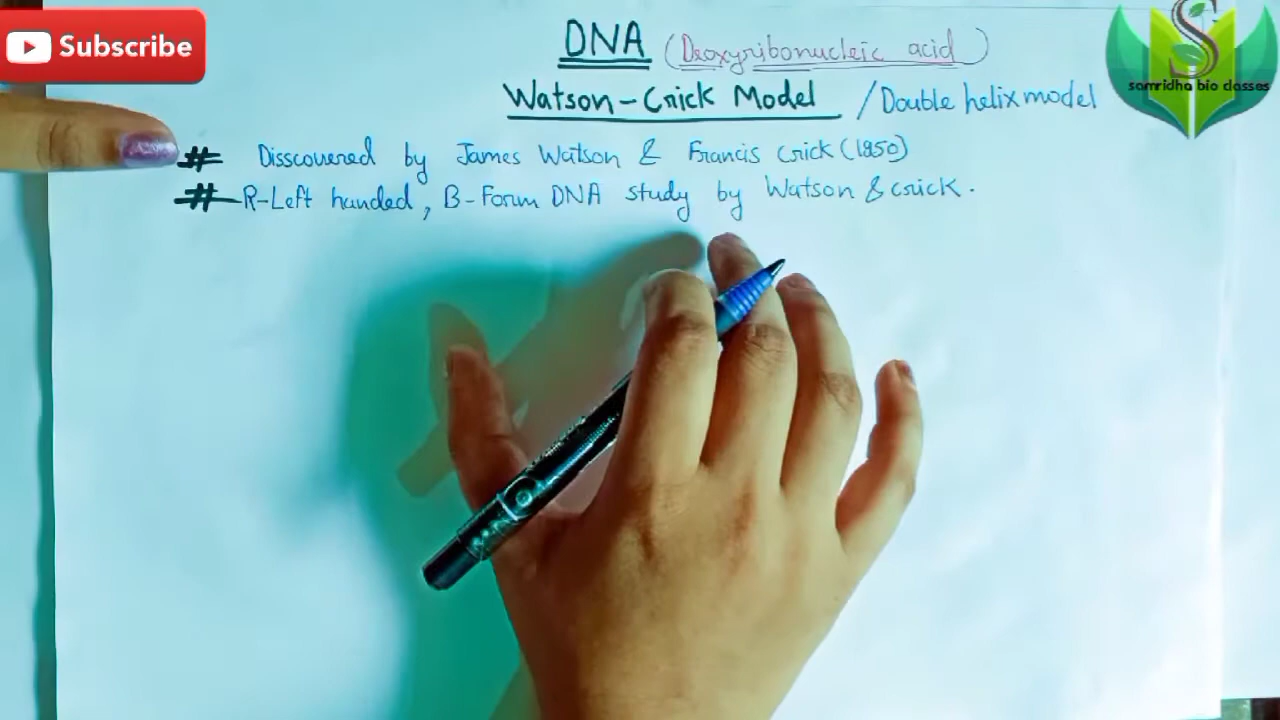 Subscribe
DNA (Deoxyribonucleic acid)
Watson-Crick Model / Double helix model
# Disscovered by James Watson & Francis Crick (1950)
# R-Left handed, B-Form DNA study by Watson & crick.
S
samridha bio classes